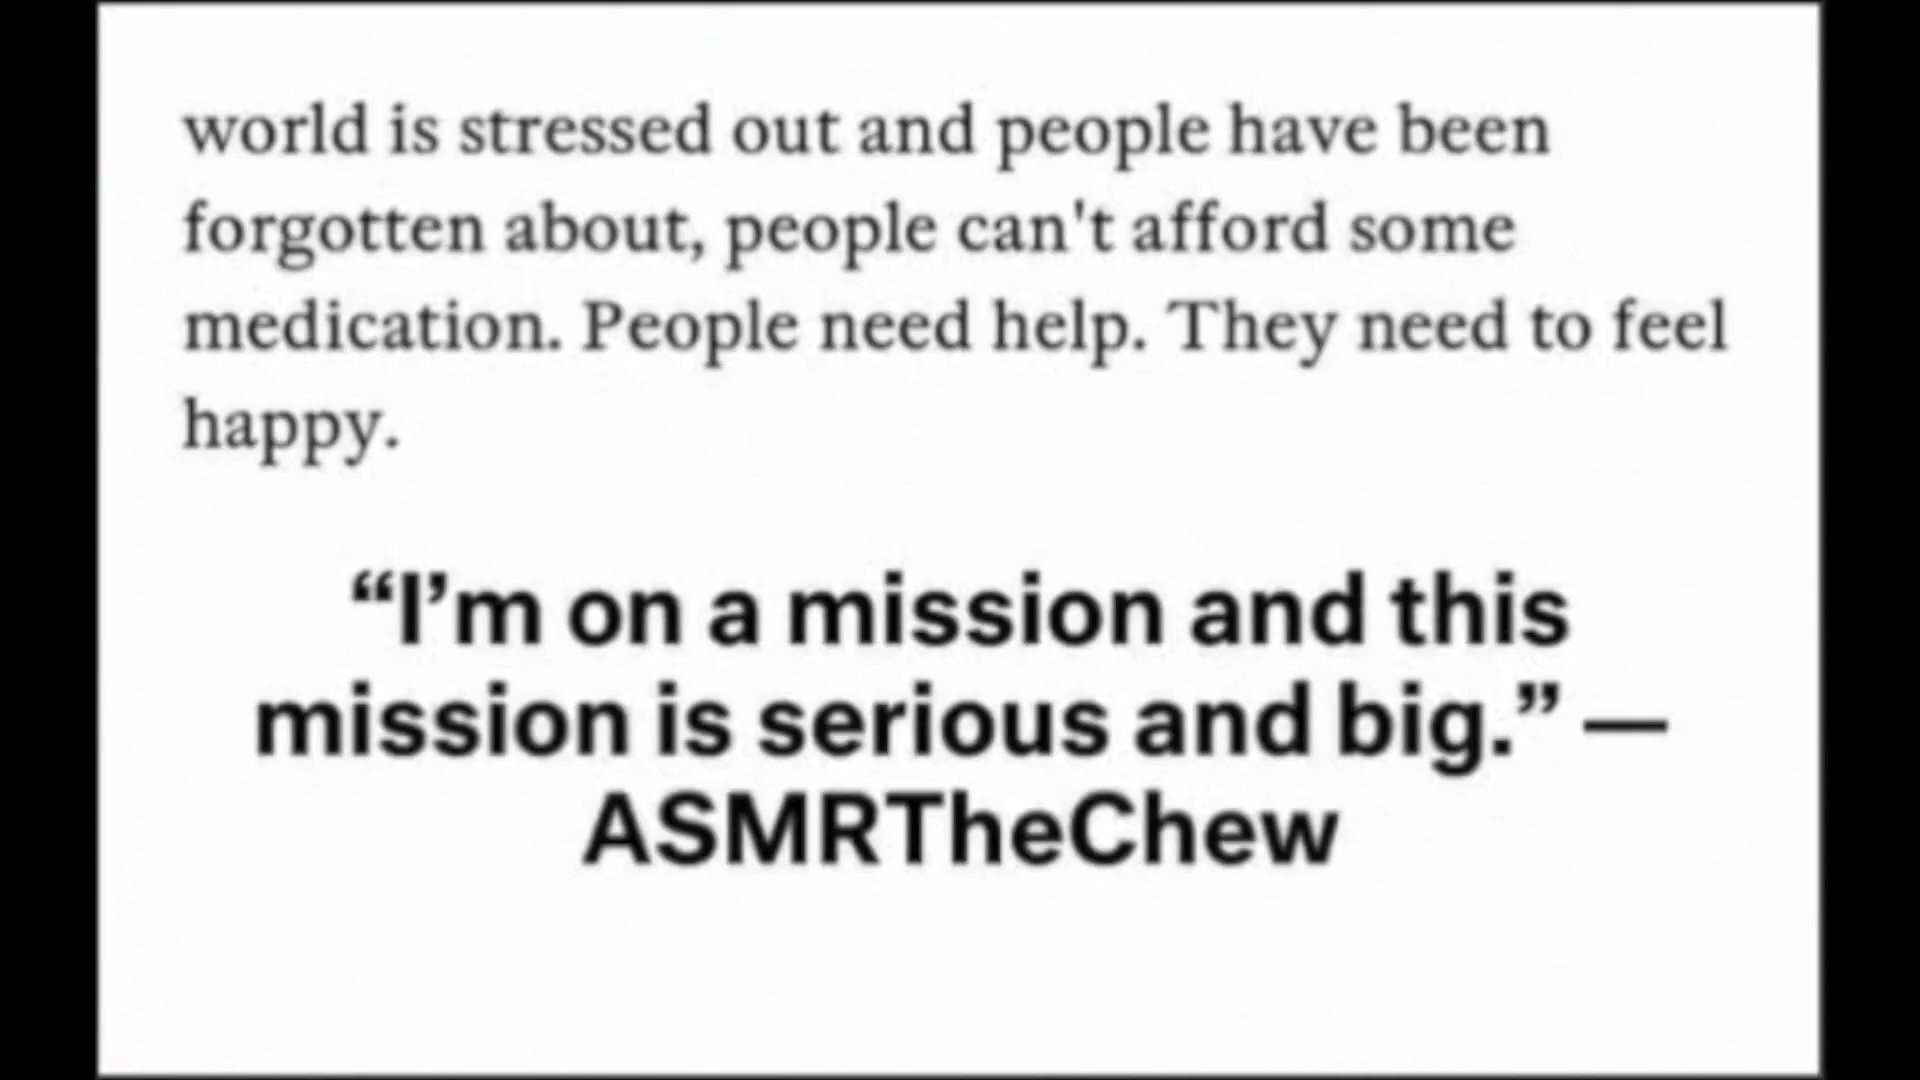 world is stressed out and people have been
forgotten about, people can't afford some
medication. People need help. They need to feel
happy.
“I’m on a mission and this
mission is serious and big.” —
ASMRTheChew